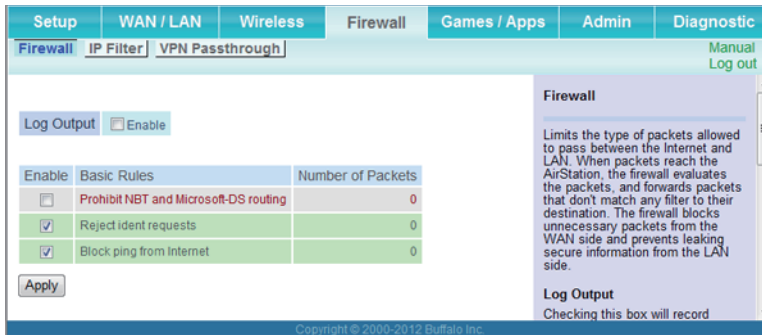 Setup WAN / LAN Wireless Firewall Games / Apps Admin Diagnostic
Firewall IP Filter VPN Passthrough
Manual
Log out
Log Output Enable
Enable Basic Rules Number of Packets
Prohibit NBT and Microsoft-DS routing 0
Reject ident requests 0
Block ping from Internet 0
Apply
Firewall
Limits the type of packets allowed
to pass between the Internet and
LAN. When packets reach the
AirStation, the firewall evaluates
the packets, and forwards packets
that don't match any filter to their
destination. The firewall blocks
unnecessary packets from the
WAN side and prevents leaking
secure information from the LAN
side.
Log Output
Checking this box will record
Copyright © 2000-2012 Buffalo Inc.